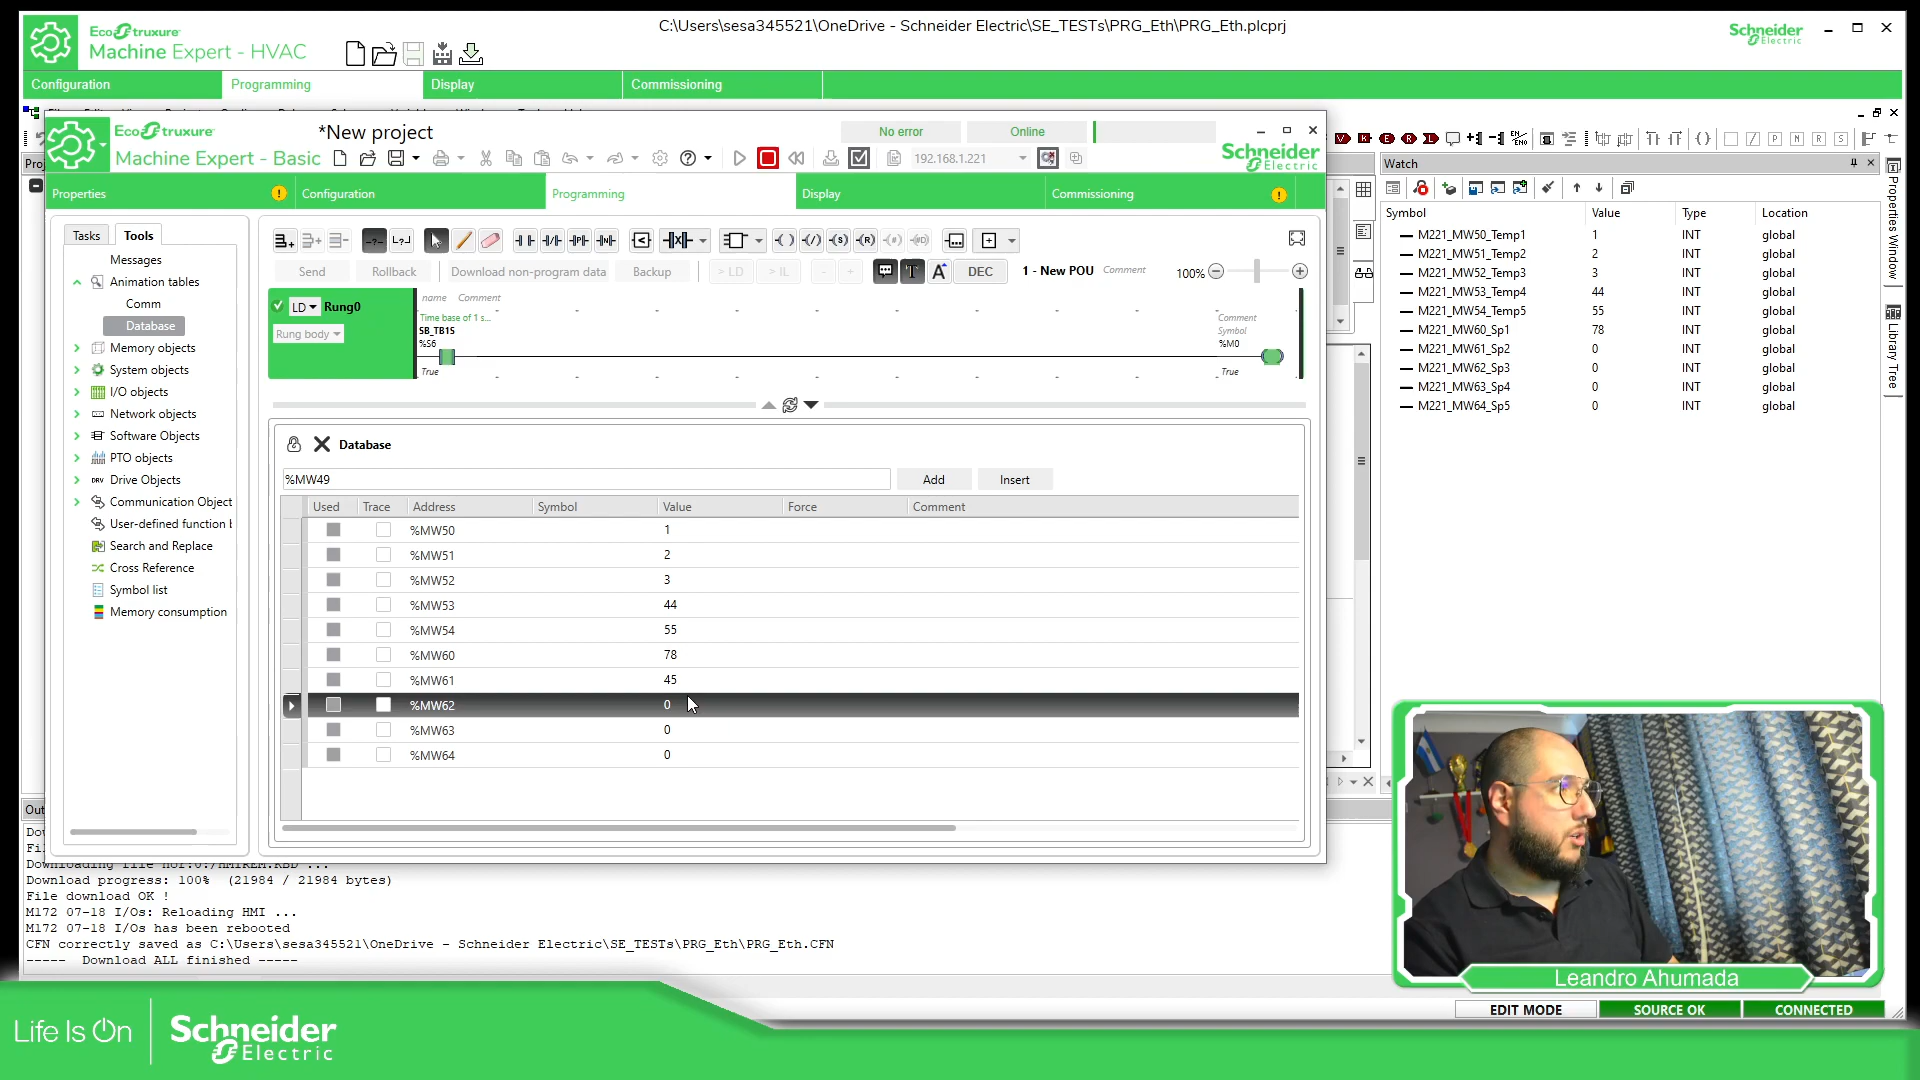 C:\Users\sesa345521\OneDrive - Schneider Electric\SE_TESTs\PRG_Eth\PRG_Eth.plcprj
EcoStruxure
Machine Expert - HVAC
Schneider Electric
Configuration
Programming
Display
Commissioning
EcoStruxure
Machine Expert - Basic
*New project
No error
Online
192.168.1.221
Schneider Electric
Properties
Configuration
Programming
Display
Commissioning
Tasks
Tools
Messages
Animation tables
Comm
Database
Memory objects
System objects
I/O objects
Network objects
Software Objects
PTO objects
DRV Drive Objects
Communication Object
User-defined function b
Search and Replace
Cross Reference
Symbol list
Memory consumption
Send
Rollback
Download non-program data
Backup
> LD
> IL
- +
DEC
1 - New POU
Comment
100%
LD
Rung0
Rung body
name
Comment
Time base of 1 s...
SB_TB1S
%S6
True
Comment
Symbol
%M0
True
Database
%MW49
Add
Insert
Used Trace Address Symbol Value Force Comment
%MW50 1
%MW51 2
%MW52 3
%MW53 44
%MW54 55
%MW60 78
%MW61 45
%MW62 0
%MW63 0
%MW64 0
Watch
Symbol Value Type Location
M221_MW50_Temp1 1 INT global
M221_MW51_Temp2 2 INT global
M221_MW52_Temp3 3 INT global
M221_MW53_Temp4 44 INT global
M221_MW54_Temp5 55 INT global
M221_MW60_Sp1 78 INT global
M221_MW61_Sp2 0 INT global
M221_MW62_Sp3 0 INT global
M221_MW63_Sp4 0 INT global
M221_MW64_Sp5 0 INT global
Properties Window
Library Tree
Download progress: 100% (21984 / 21984 bytes)
File download OK !
M172 07-18 I/Os: Reloading HMI ...
M172 07-18 I/Os has been rebooted
CFN correctly saved as C:\Users\sesa345521\OneDrive - Schneider Electric\SE_TESTs\PRG_Eth\PRG_Eth.CFN
----- Download ALL finished -----
Leandro Ahumada
EDIT MODE
SOURCE OK
CONNECTED
Life Is On
Schneider Electric